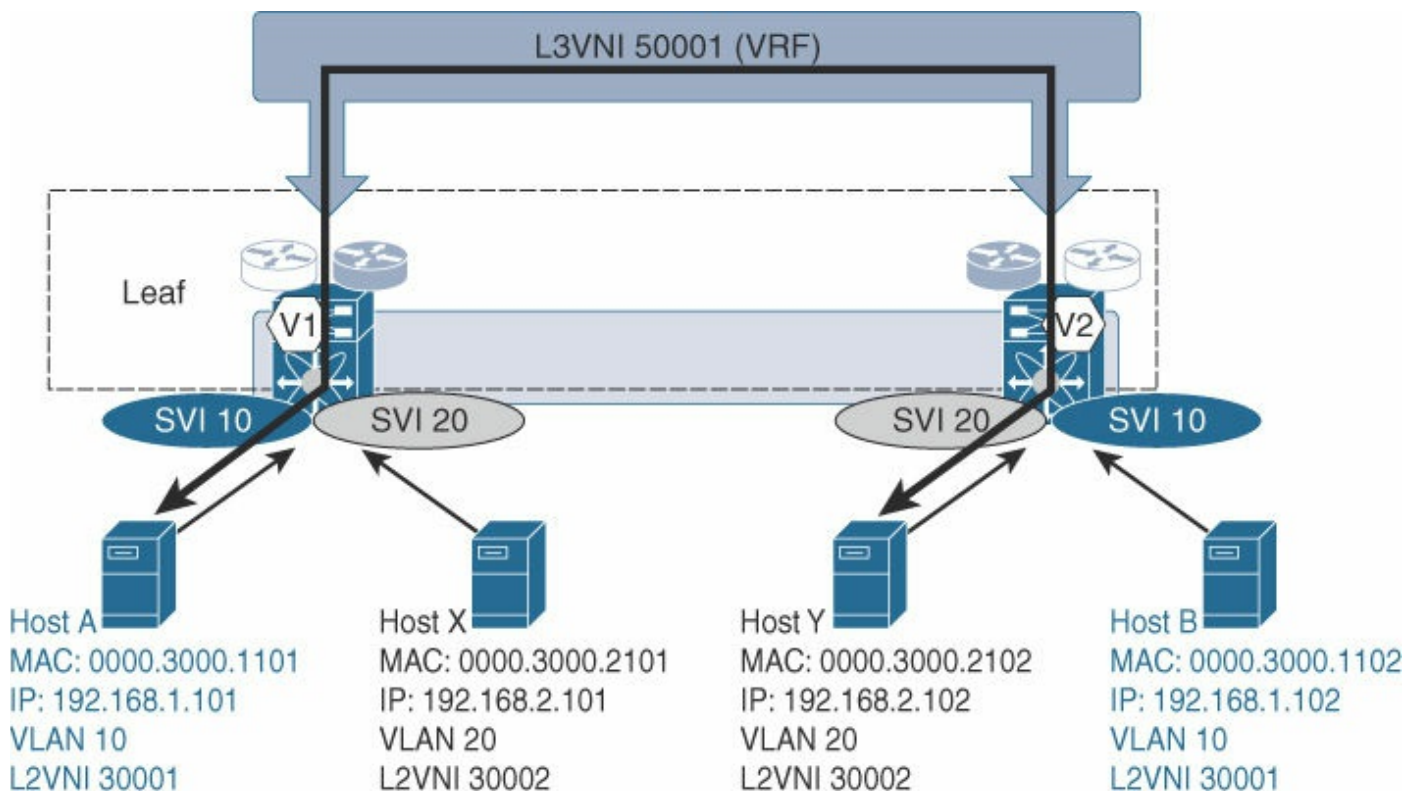 L3VNI 50001 (VRF)
Leaf
V1
V2
SVI 10
SVI 20
SVI 20
SVI 10
Host A
MAC: 0000.3000.1101
IP: 192.168.1.101
VLAN 10
L2VNI 30001
Host X
MAC: 0000.3000.2101
IP: 192.168.2.101
VLAN 20
L2VNI 30002
Host Y
MAC: 0000.3000.2102
IP: 192.168.2.102
VLAN 20
L2VNI 30002
Host B
MAC: 0000.3000.1102
IP: 192.168.1.102
VLAN 10
L2VNI 30001